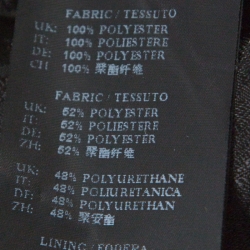 FABRIC / TESSUTO
UK: 100% POLYESTER
IT: 100% POLIESTERE
DE: 100% POLYESTER
CH: 100% 聚酯纤维
FABRIC / TESSUTO
UK: 52% POLYESTER
IT: 52% POLIESTERE
DE: 52% POLYESTER
ZH: 52% 聚酯纤维
UK: 48% POLYURETHANE
IT: 48% POLIURETANICA
DE: 48% POLYURETHAN
ZH: 48% 聚安酯
LINING / FODERA